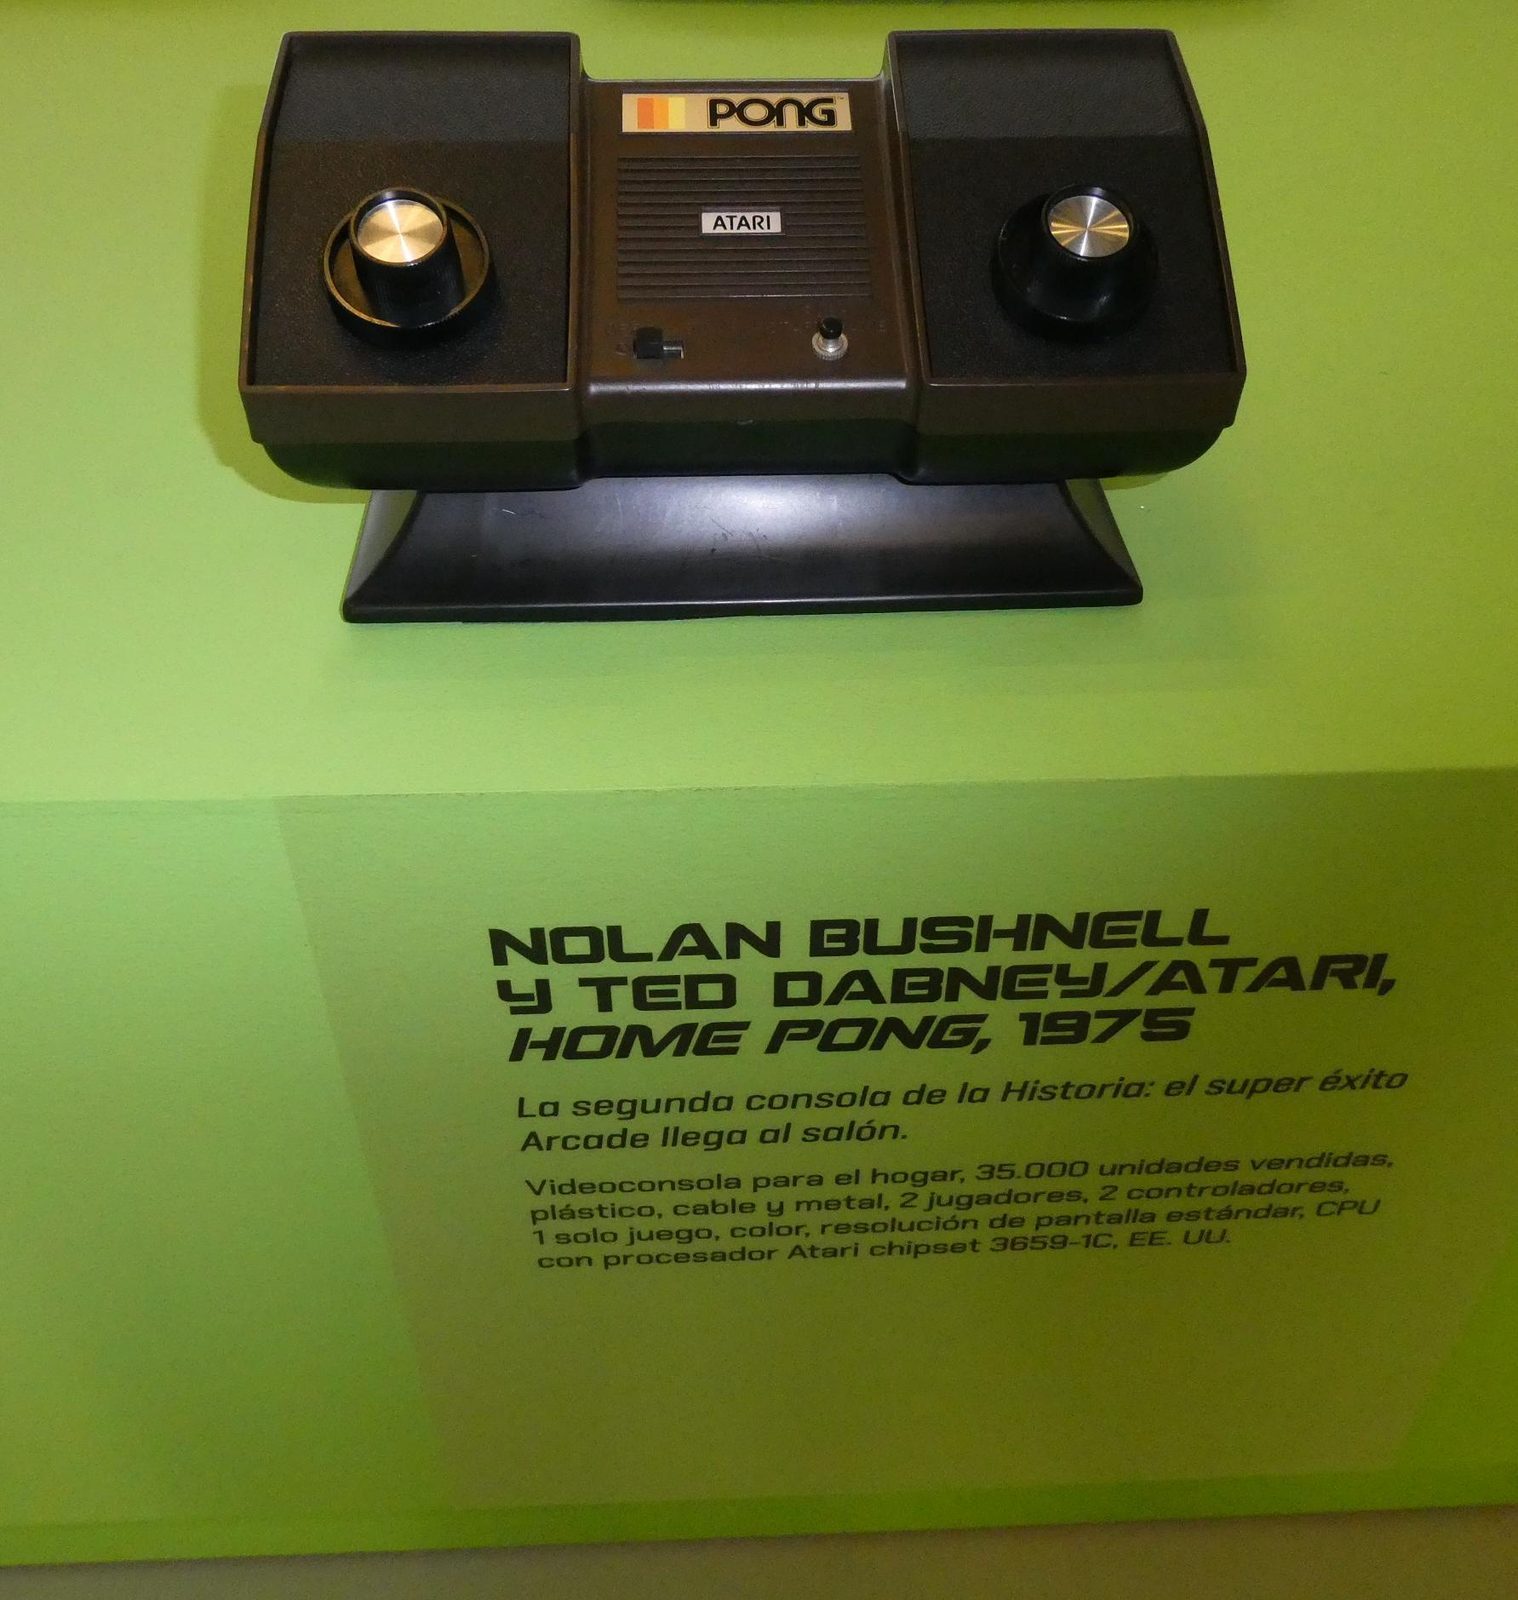 PONG
ATARI
NOLAN BUSHNELL
Y TED DABNEY/ATARI,
HOME PONG, 1975
La segunda consola de la Historia: el super éxito
Arcade llega al salón.
Videoconsola para el hogar, 35.000 unidades vendidas,
plástico, cable y metal, 2 jugadores, 2 controladores,
1 solo juego, color, resolución de pantalla estándar, CPU
con procesador Atari chipset 3659-1C, EE. UU.